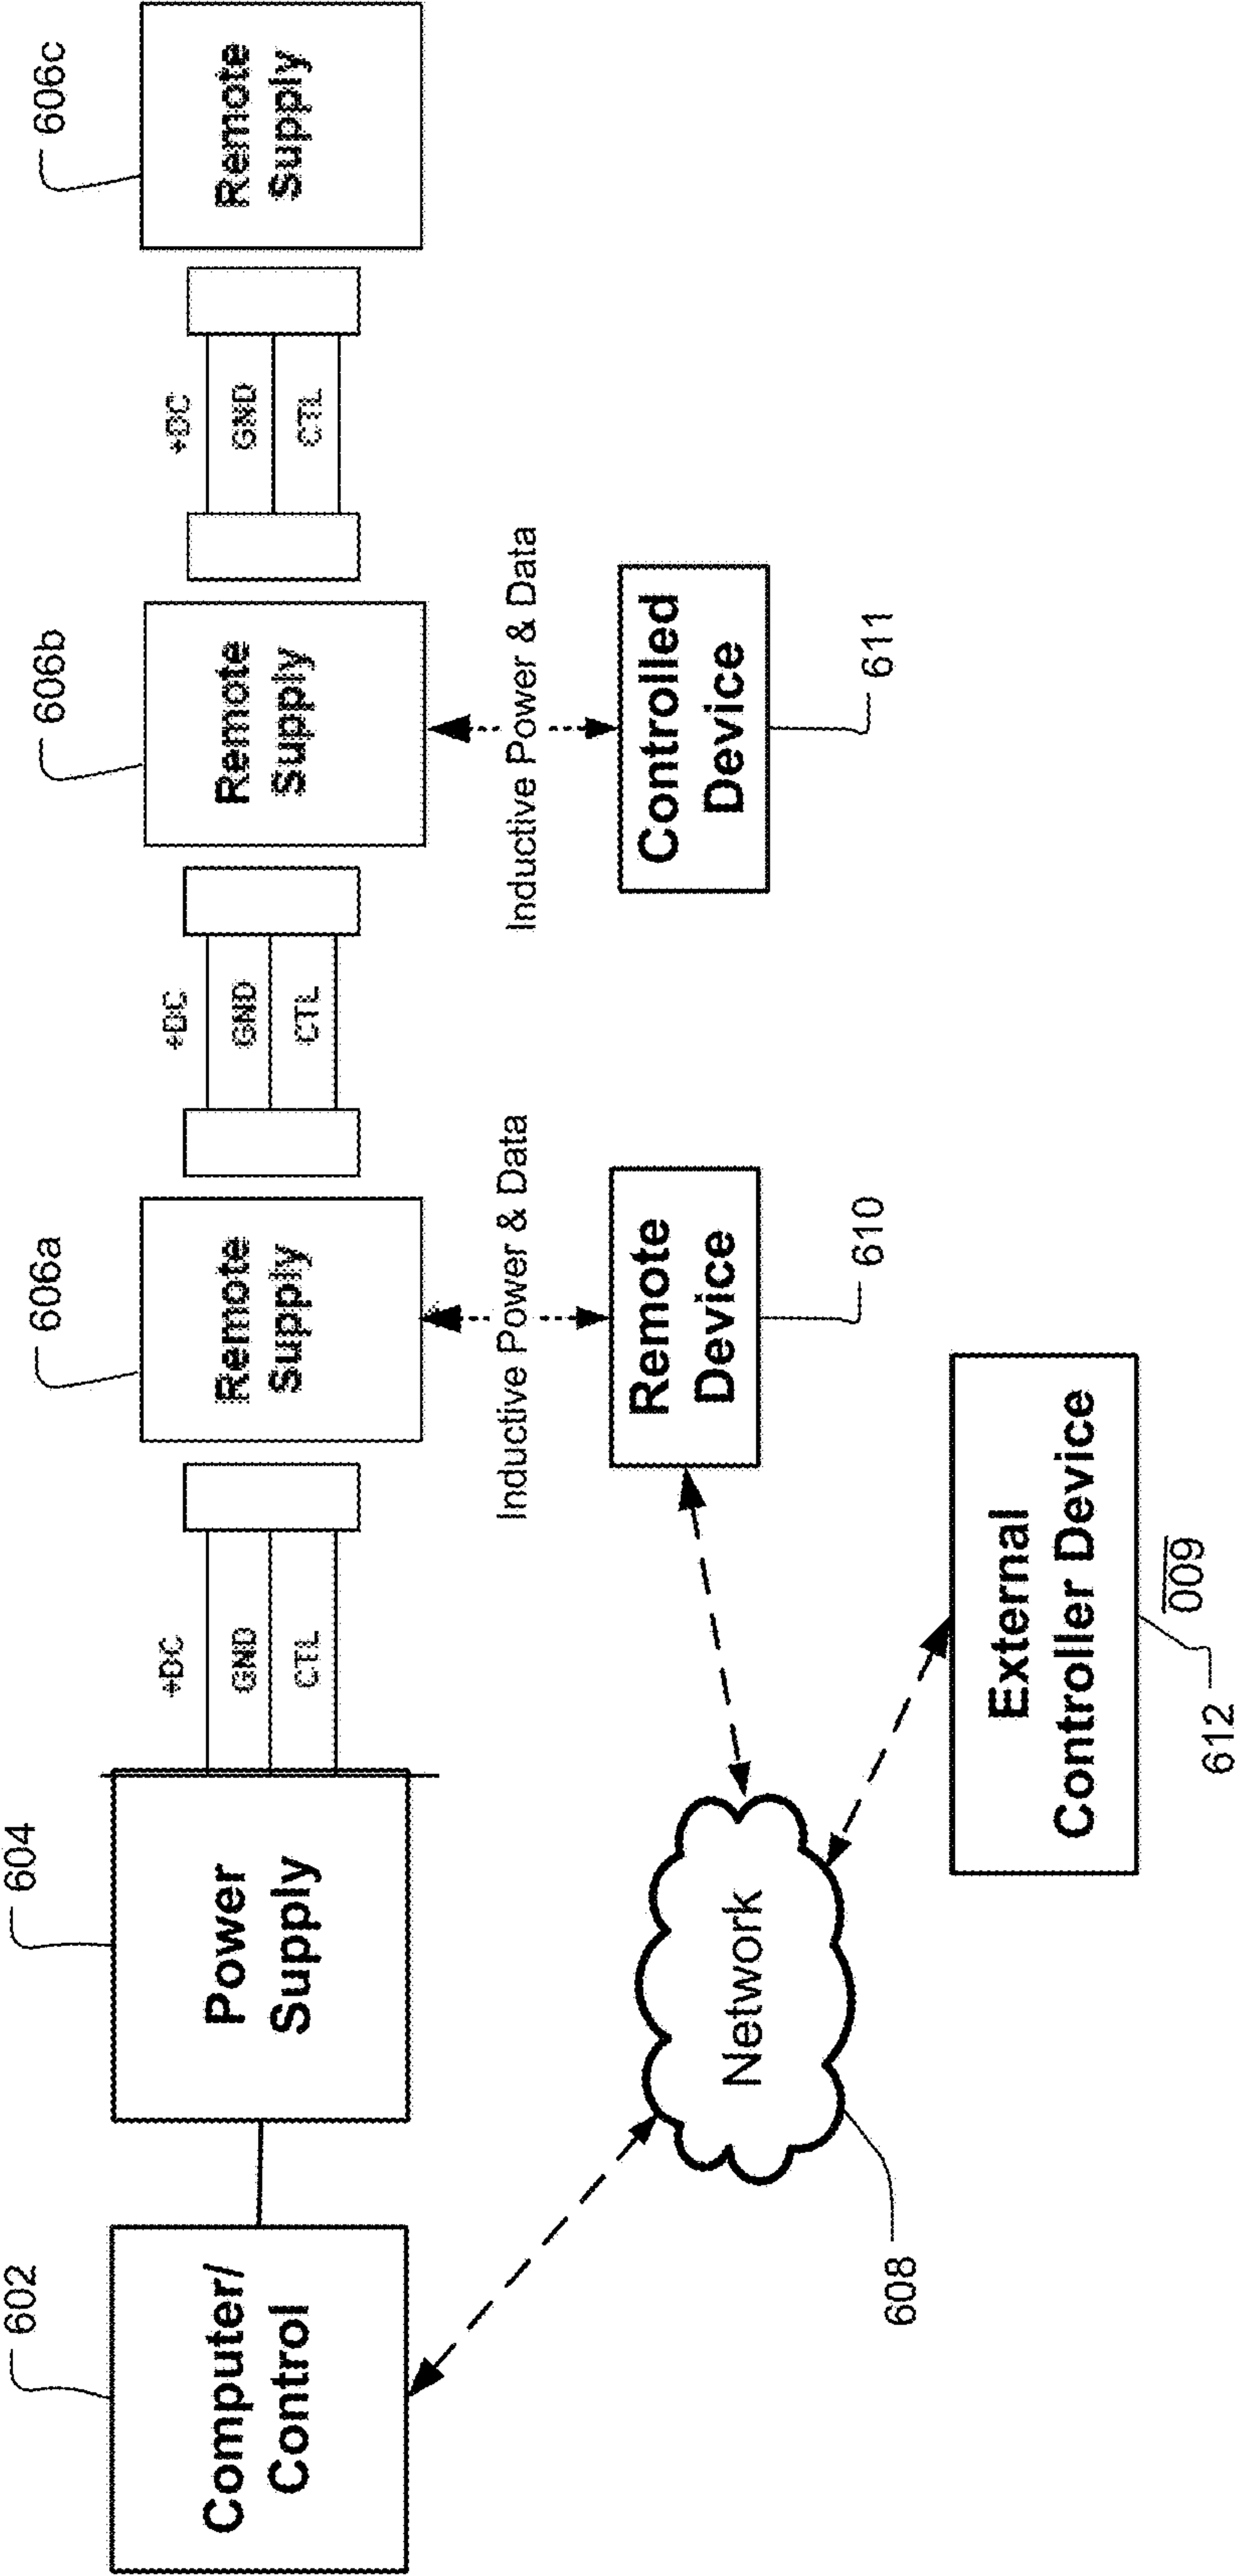 602
604
606a
606b
606c
Computer/
Control
Power
Supply
+DC
GND
CTL
Remote
Supply
+DC
GND
CTL
Remote
Supply
+DC
GND
CTL
Remote
Supply
Inductive Power & Data
Inductive Power & Data
Network
608
Remote
Device
610
Controlled
Device
611
External
Controller Device
612
600